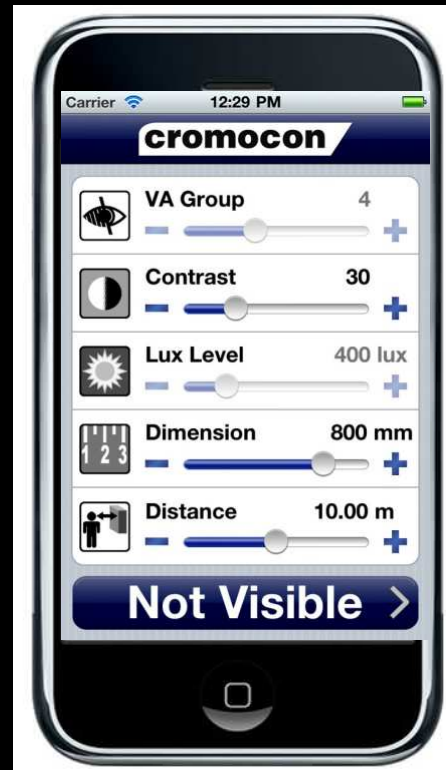 Carrier 12:29 PM
cromocon
VA Group 4
Contrast 30
Lux Level 400 lux
1 2 3
Dimension 800 mm
Distance 10.00 m
Not Visible